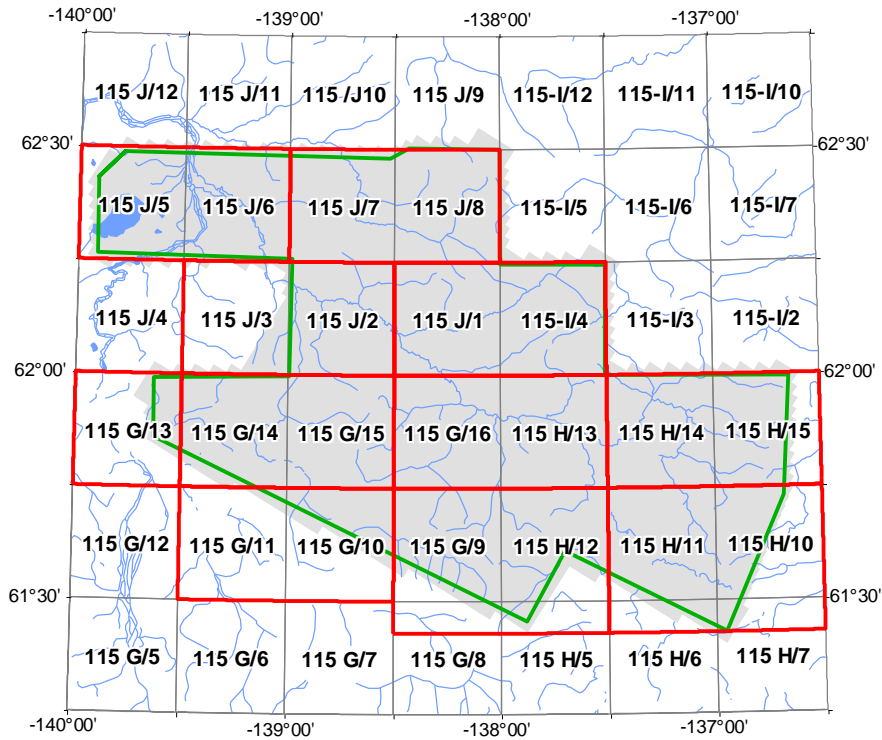 -140°00' -139°00' -138°00' -137°00'
115 J/12 115 J/11 115 /J10 115 J/9 115-I/12 115-I/11 115-I/10
62°30' 62°30'
115 J/5 115 J/6 115 J/7 115 J/8 115-I/5 115-I/6 115-I/7
115 J/4 115 J/3 115 J/2 115 J/1 115-I/4 115-I/3 115-I/2
62°00' 62°00'
115 G/13 115 G/14 115 G/15 115 G/16 115 H/13 115 H/14 115 H/15
115 G/12 115 G/11 115 G/10 115 G/9 115 H/12 115 H/11 115 H/10
61°30' 61°30'
115 G/5 115 G/6 115 G/7 115 G/8 115 H/5 115 H/6 115 H/7
-140°00' -139°00' -138°00' -137°00'